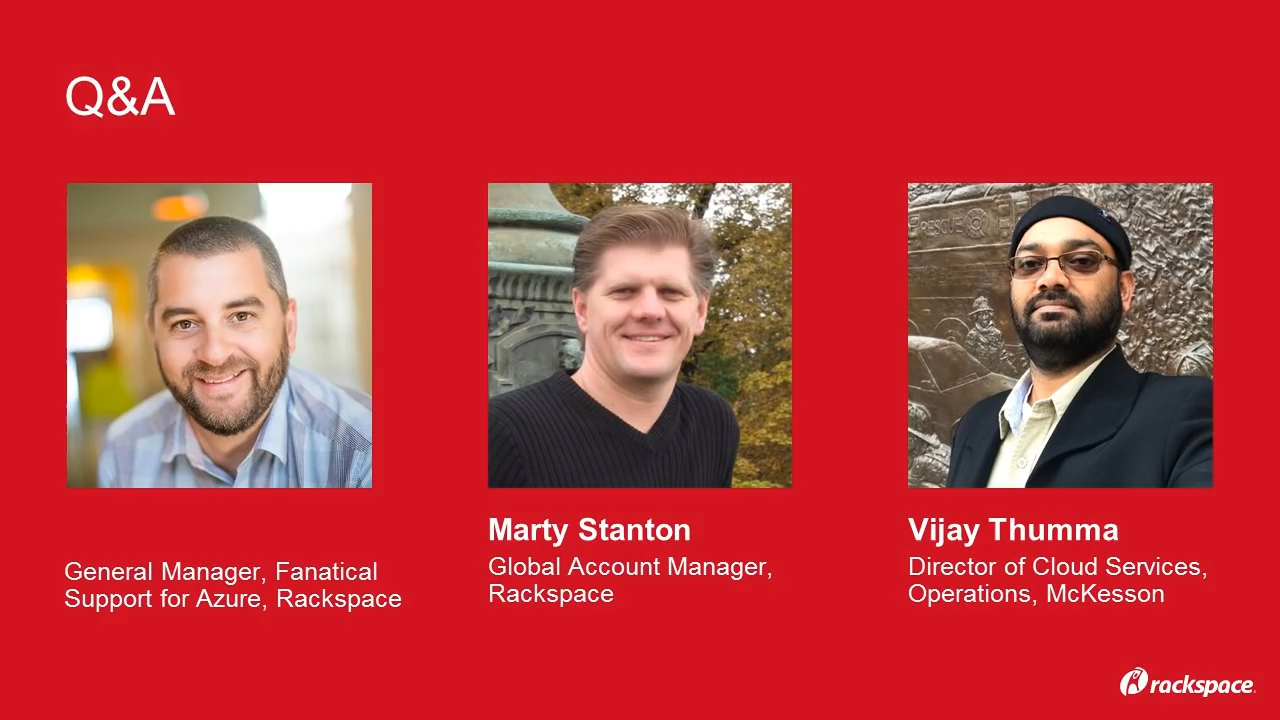 Q&A
RESCUE
General Manager, Fanatical
Support for Azure, Rackspace
Marty Stanton
Global Account Manager,
Rackspace
Vijay Thumma
Director of Cloud Services,
Operations, McKesson
rackspace.